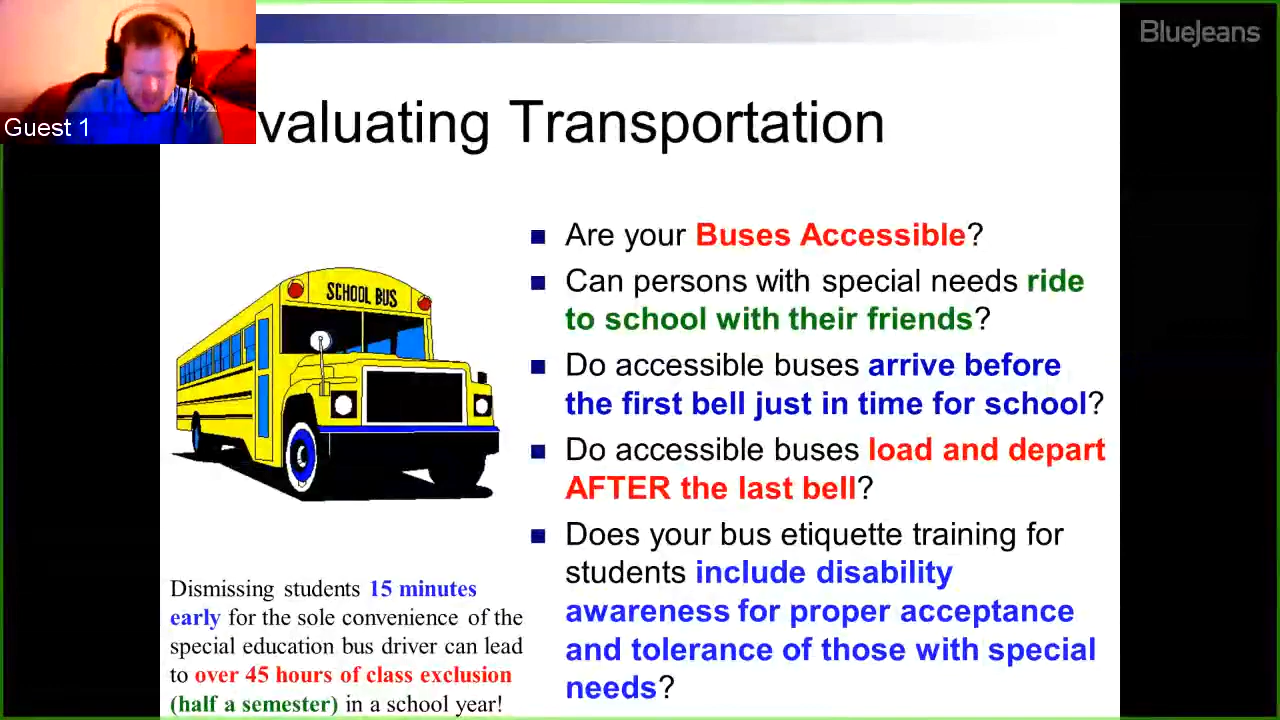 BlueJeans
Guest 1
valuating Transportation
SCHOOL BUS
Are your Buses Accessible?
Can persons with special needs ride
to school with their friends?
Do accessible buses arrive before
the first bell just in time for school?
Do accessible buses load and depart
AFTER the last bell?
Does your bus etiquette training for
students include disability
awareness for proper acceptance
and tolerance of those with special
needs?
Dismissing students 15 minutes
early for the sole convenience of the
special education bus driver can lead
to over 45 hours of class exclusion
(half a semester) in a school year!